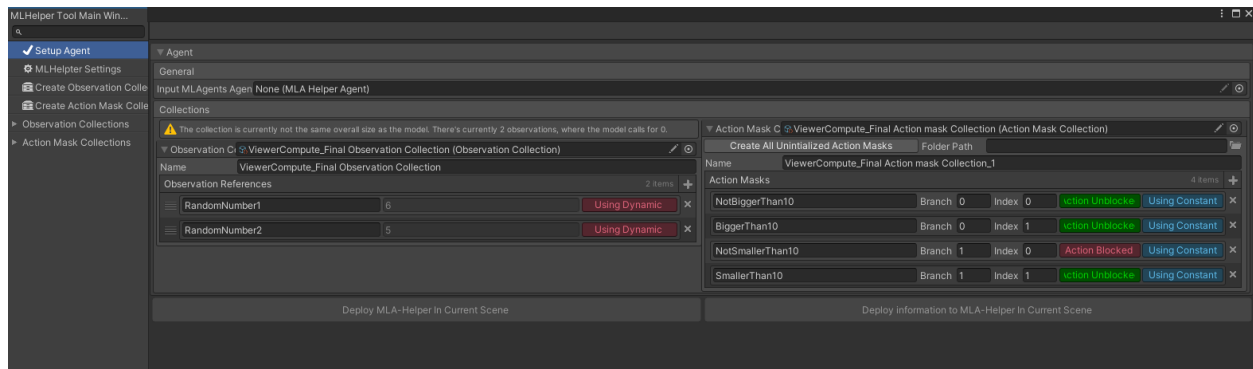 MLHelper Tool Main Win...
Setup Agent
MLHelpter Settings
Create Observation Colle
Create Action Mask Colle
Observation Collections
Action Mask Collections
Agent
General
Input MLAgents Agen None (MLA Helper Agent)
Collections
The collection is currently not the same overall size as the model. There's currently 2 observations, where the model calls for 0.
Observation Co ViewerCompute_Final Observation Collection (Observation Collection)
Name ViewerCompute_Final Observation Collection
Observation References 2 items
RandomNumber1 6 Using Dynamic
RandomNumber2 5 Using Dynamic
Deploy MLA-Helper In Current Scene
Action Mask C ViewerCompute_Final Action mask Collection (Action Mask Collection)
Create All Unintialized Action Masks Folder Path
Name ViewerCompute_Final Action mask Collection_1
Action Masks 4 items
NotBiggerThan10 Branch 0 Index 0 Action Unblocke Using Constant
BiggerThan10 Branch 0 Index 1 Action Unblocke Using Constant
NotSmallerThan10 Branch 1 Index 0 Action Blocked Using Constant
SmallerThan10 Branch 1 Index 1 Action Unblocke Using Constant
Deploy information to MLA-Helper In Current Scene